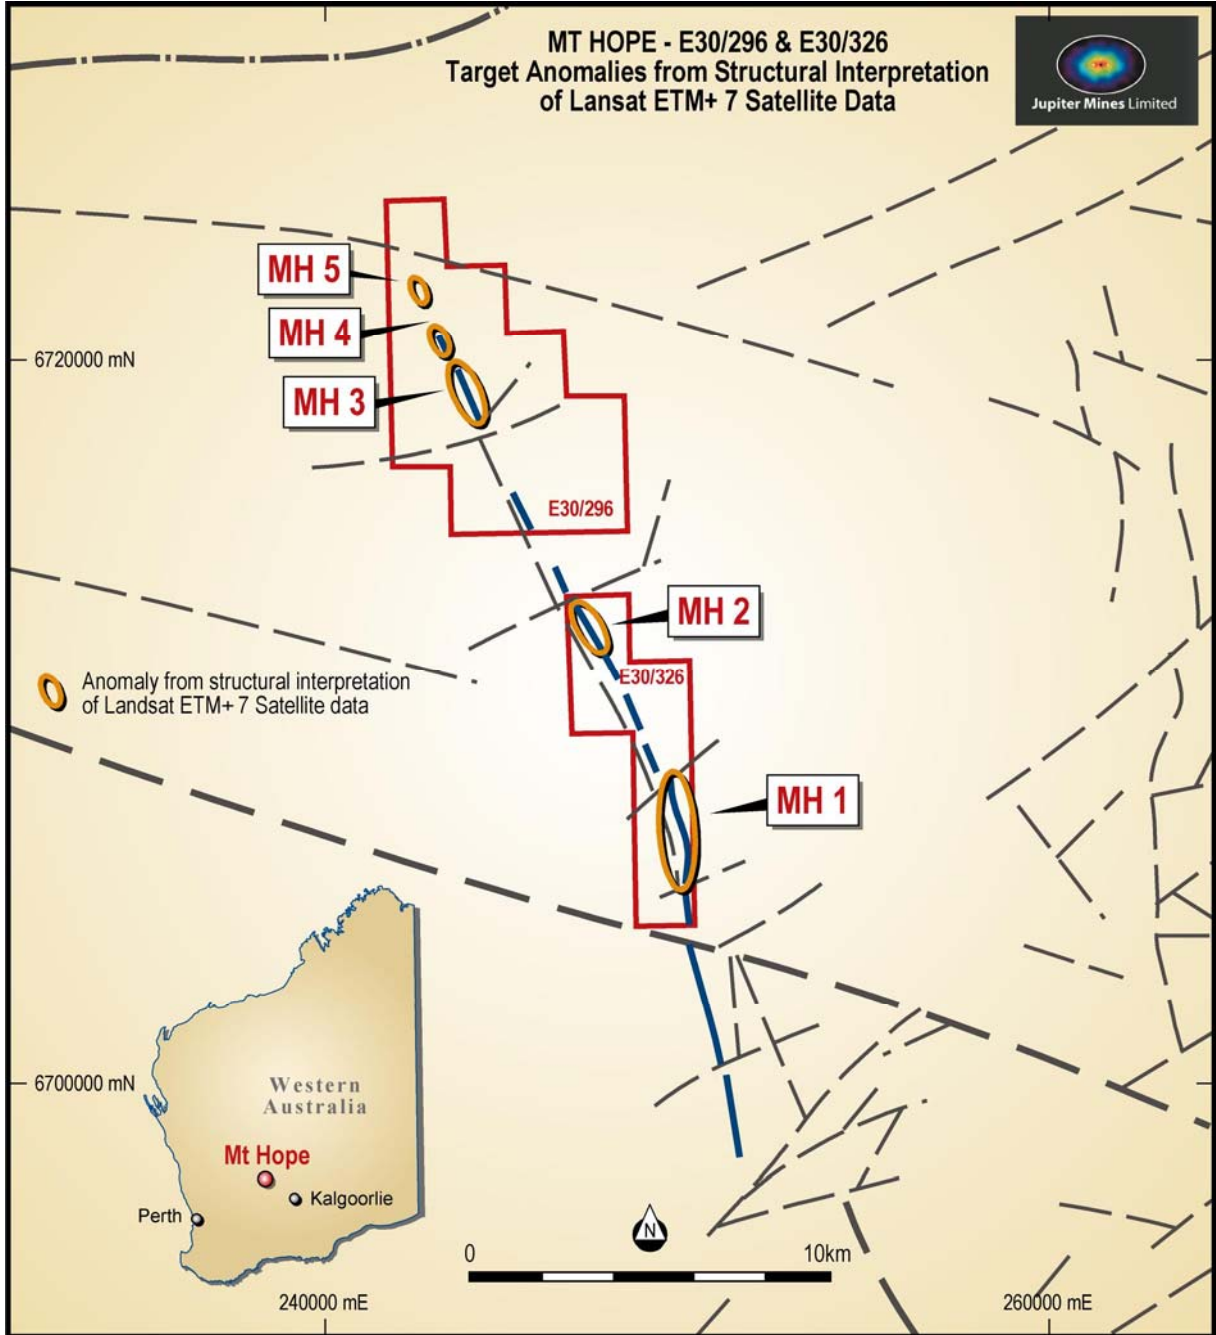 MT HOPE - E30/296 & E30/326
Target Anomalies from Structural Interpretation
of Lansat ETM+ 7 Satellite Data
Jupiter Mines Limited
MH 5
MH 4
6720000 mN
MH 3
E30/296
MH 2
E30/326
Anomaly from structural interpretation
of Landsat ETM+ 7 Satellite data
MH 1
6700000 mN
Western
Australia
Mt Hope
Kalgoorlie
Perth
N
0 10km
240000 mE
260000 mE